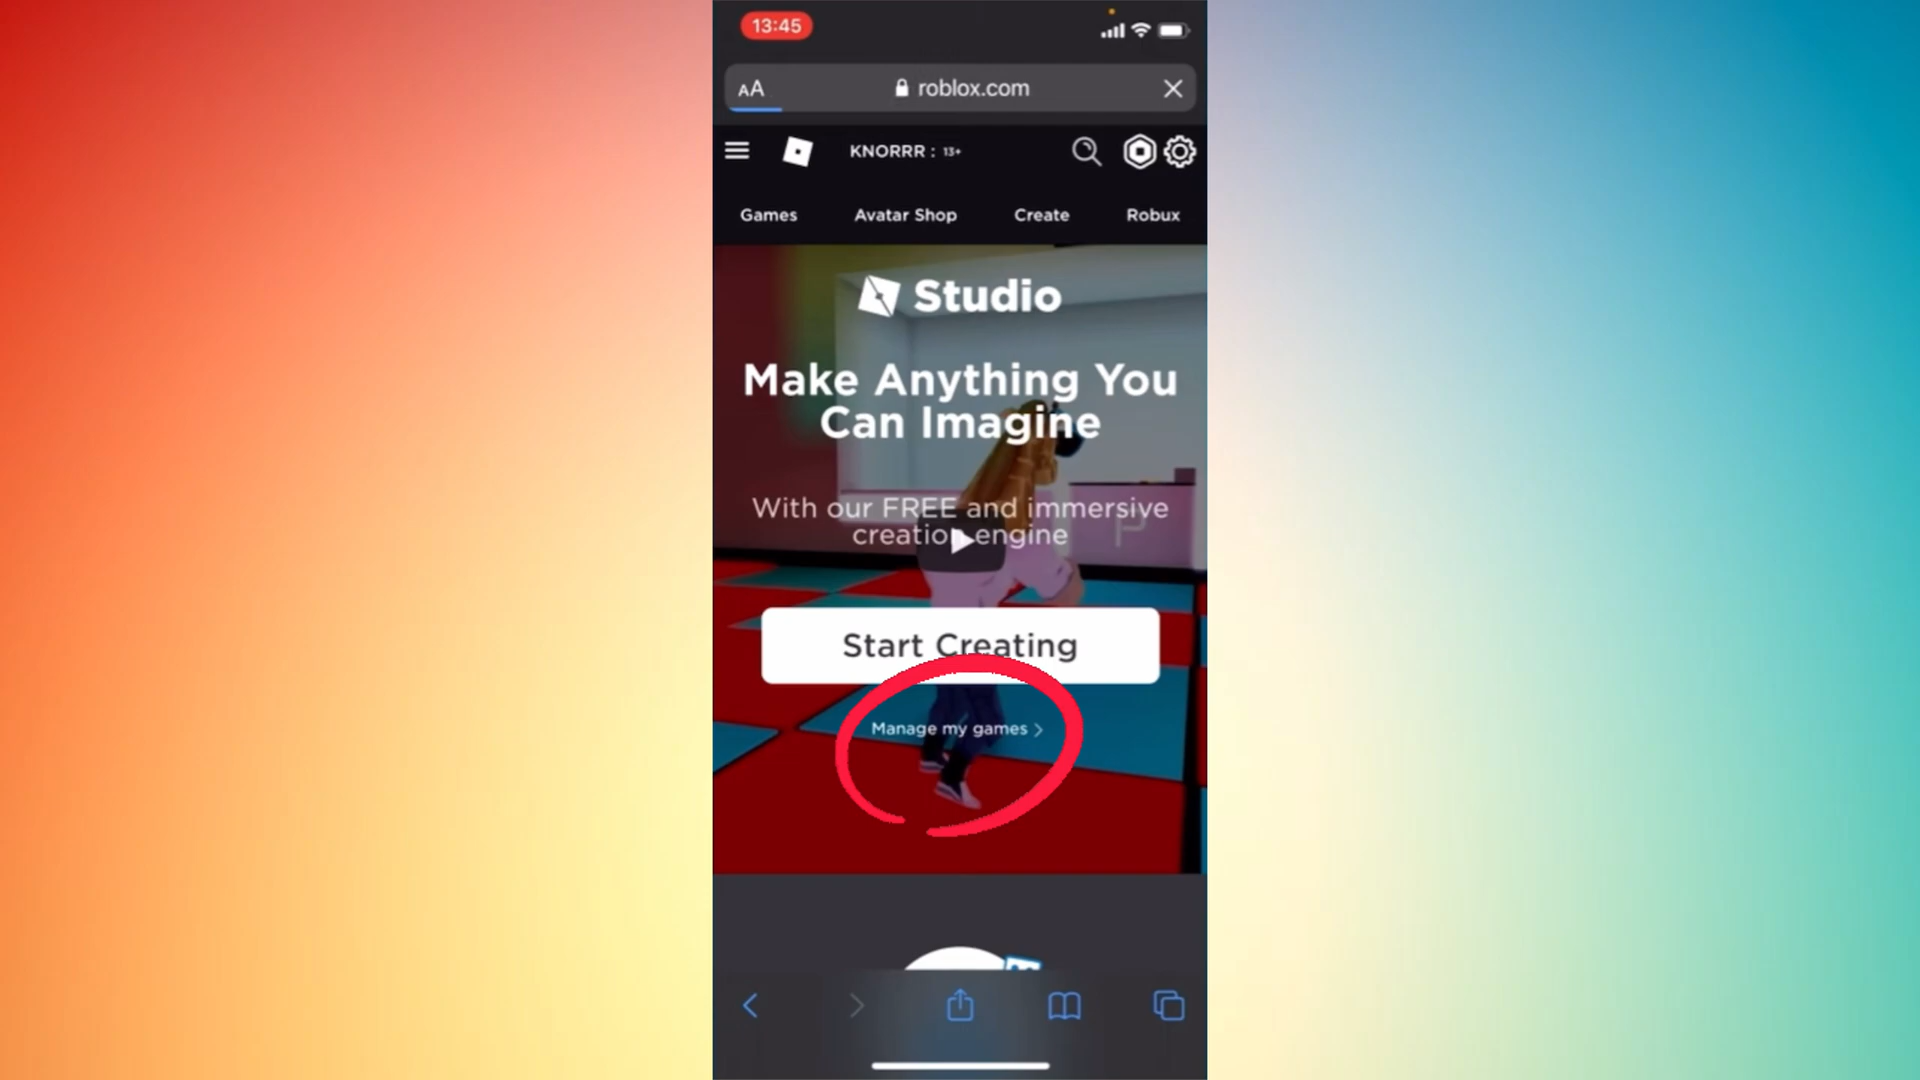 13:45
AA roblox.com
KNORRR : 13+
Games Avatar Shop Create Robux
Studio
Make Anything You
Can Imagine
With our FREE and immersive
creation engine
P
Start Creating
Manage my games >